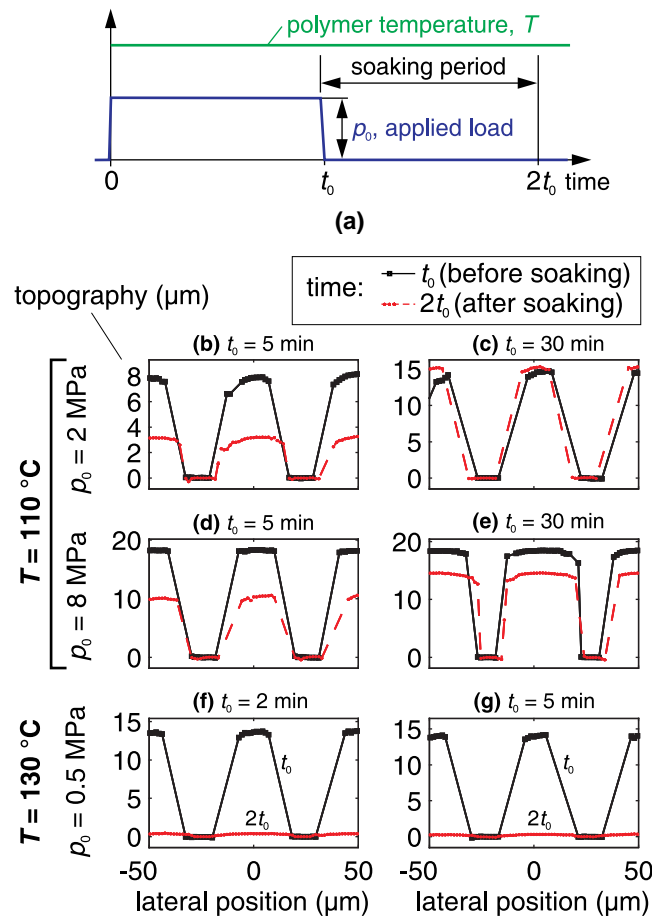 polymer temperature, T
soaking period
p₀, applied load
0
t₀
2t₀ time
(a)
topography (μm)
time:
t₀ (before soaking)
2t₀ (after soaking)
T = 110 °C
p₀ = 2 MPa
(b) t₀ = 5 min
8
6
4
2
0
(c) t₀ = 30 min
15
10
5
0
p₀ = 8 MPa
(d) t₀ = 5 min
20
10
0
(e) t₀ = 30 min
20
10
0
T = 130 °C
p₀ = 0.5 MPa
(f) t₀ = 2 min
15
10
5
0
t₀
2t₀
-50 0 50
lateral position (μm)
(g) t₀ = 5 min
15
10
5
0
t₀
2t₀
-50 0 50
lateral position (μm)